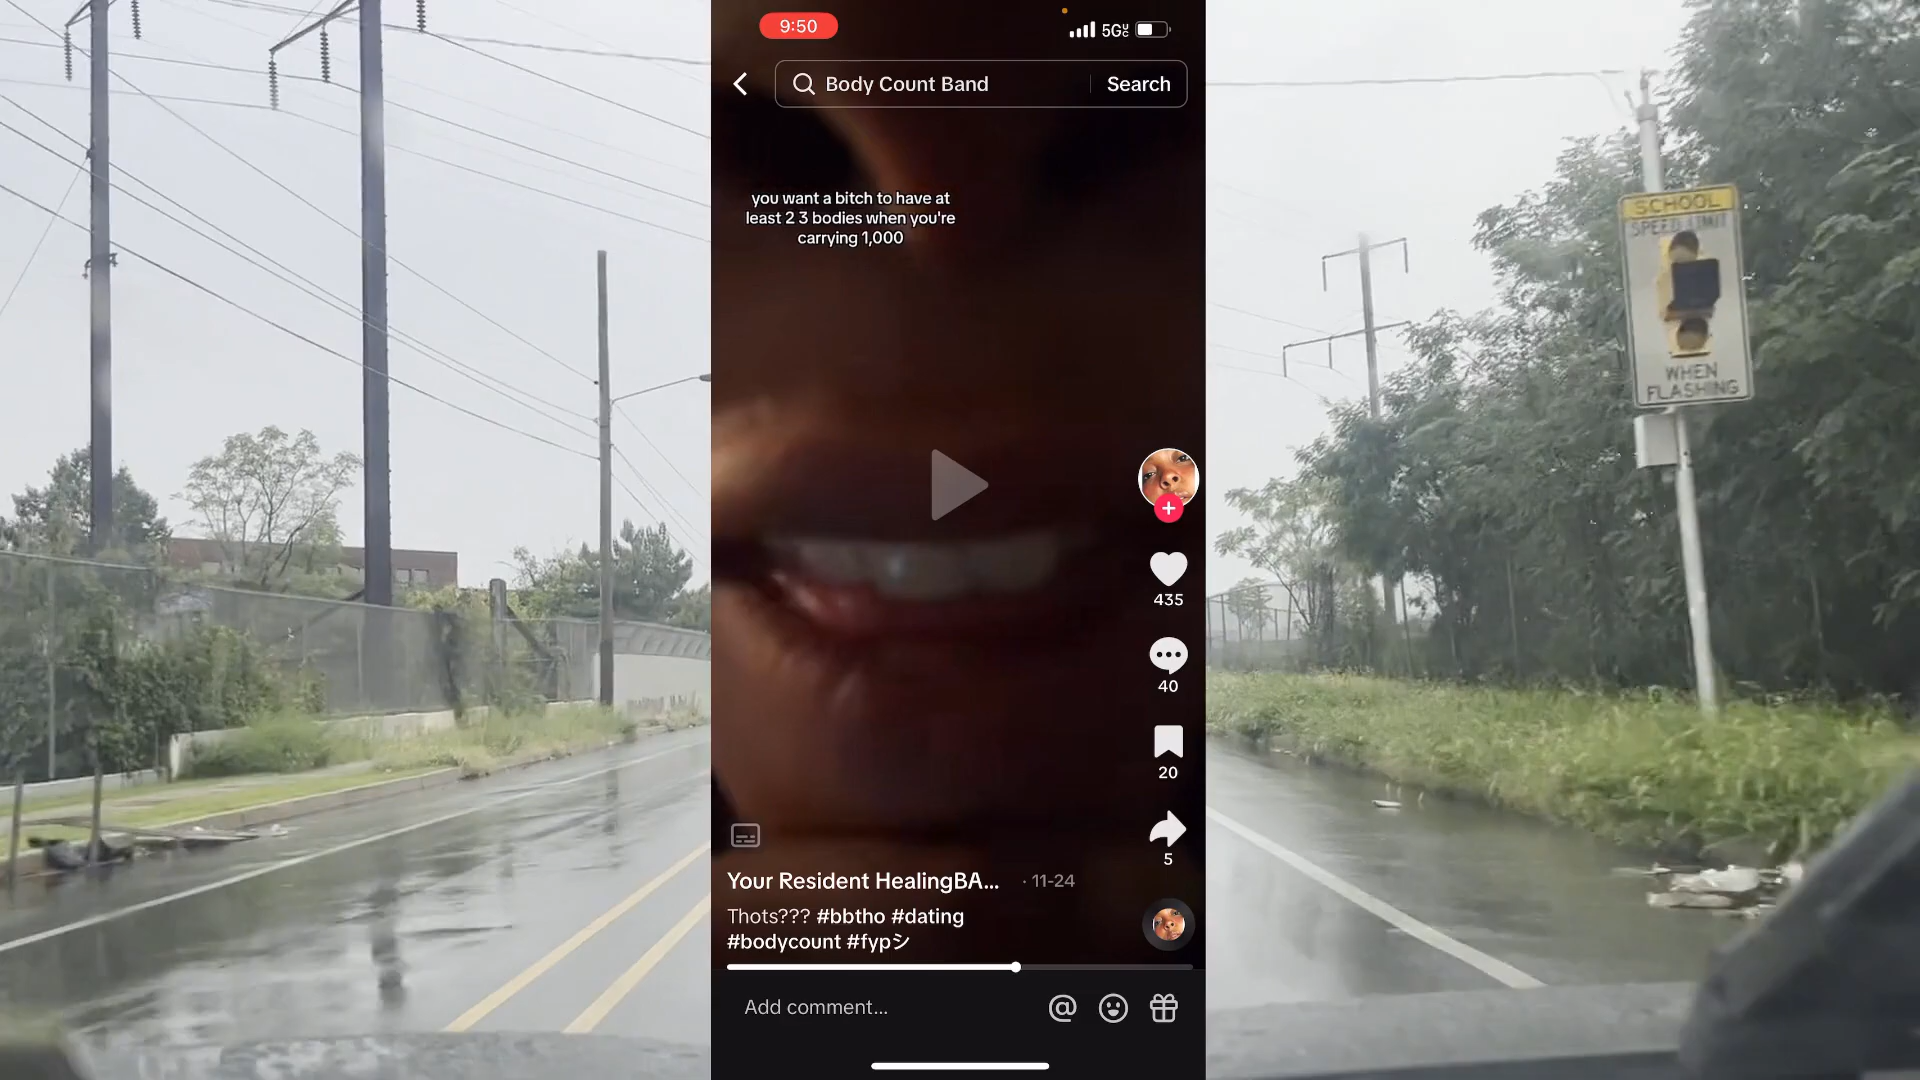 9:50
5G
Body Count Band
Search
you want a bitch to have at
least 2 3 bodies when you're
carrying 1,000
SCHOOL
SPEED LIMIT
WHEN
FLASHING
435
40
20
5
Your Resident HealingBA... · 11-24
Thots??? #bbtho #dating
#bodycount #fypシ
Add comment...